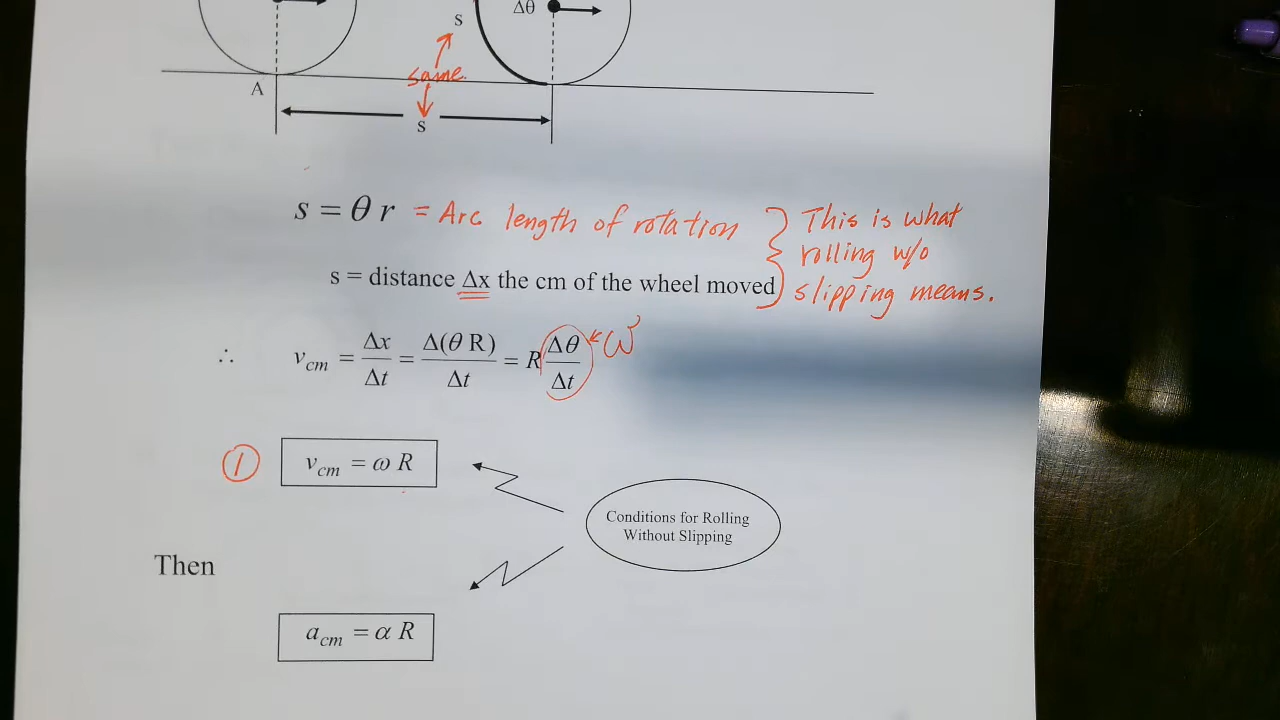 Δθ
s
same.
A
s
s = θ r = Arc length of rotation
This is what
rolling w/o
slipping means.
s = distance Δx the cm of the wheel moved
∴ v_cm = Δx/Δt = Δ(θ R)/Δt = R Δθ/Δt ω
① v_cm = ω R
Conditions for Rolling
Without Slipping
Then
a_cm = α R